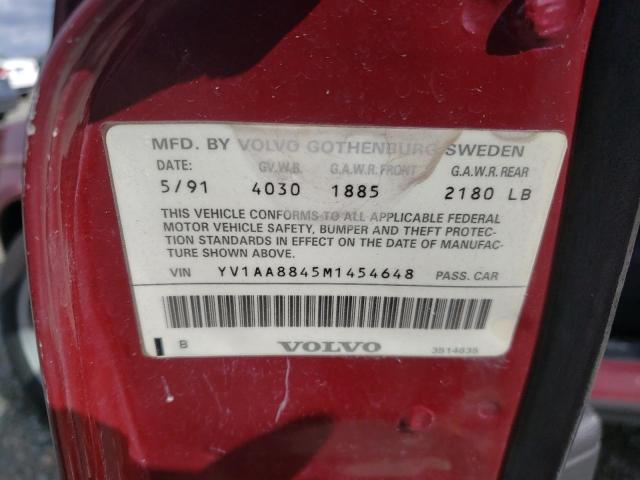 MFD. BY VOLVO GOTHENBURG SWEDEN
DATE: G.V.W.R. G.A.W.R. FRONT G.A.W.R. REAR
5/91 4030 1885 2180 LB
THIS VEHICLE CONFORMS TO ALL APPLICABLE FEDERAL
MOTOR VEHICLE SAFETY, BUMPER AND THEFT PROTEC-
TION STANDARDS IN EFFECT ON THE DATE OF MANUFAC-
TURE SHOWN ABOVE.
VIN YV1AA8845M1454648 PASS. CAR
B VOLVO 3514635